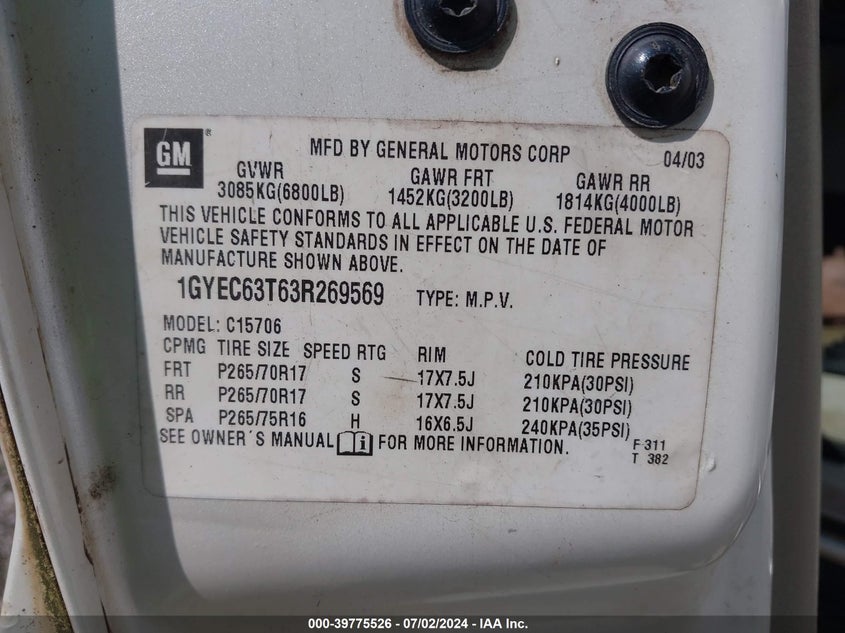 GM ®
MFD BY GENERAL MOTORS CORP 04/03
GVWR GAWR FRT GAWR RR
3085KG(6800LB) 1452KG(3200LB) 1814KG(4000LB)
THIS VEHICLE CONFORMS TO ALL APPLICABLE U.S. FEDERAL MOTOR
VEHICLE SAFETY STANDARDS IN EFFECT ON THE DATE OF
MANUFACTURE SHOWN ABOVE.
1GYEC63T63R269569 TYPE: M.P.V.
MODEL: C15706
CPMG TIRE SIZE SPEED RTG RIM COLD TIRE PRESSURE
FRT P265/70R17 S 17X7.5J 210KPA(30PSI)
RR P265/70R17 S 17X7.5J 210KPA(30PSI)
SPA P265/75R16 H 16X6.5J 240KPA(35PSI)
SEE OWNER´S MANUAL i FOR MORE INFORMATION.
F 311
T 382
000-39775526 - 07/02/2024 - IAA Inc.